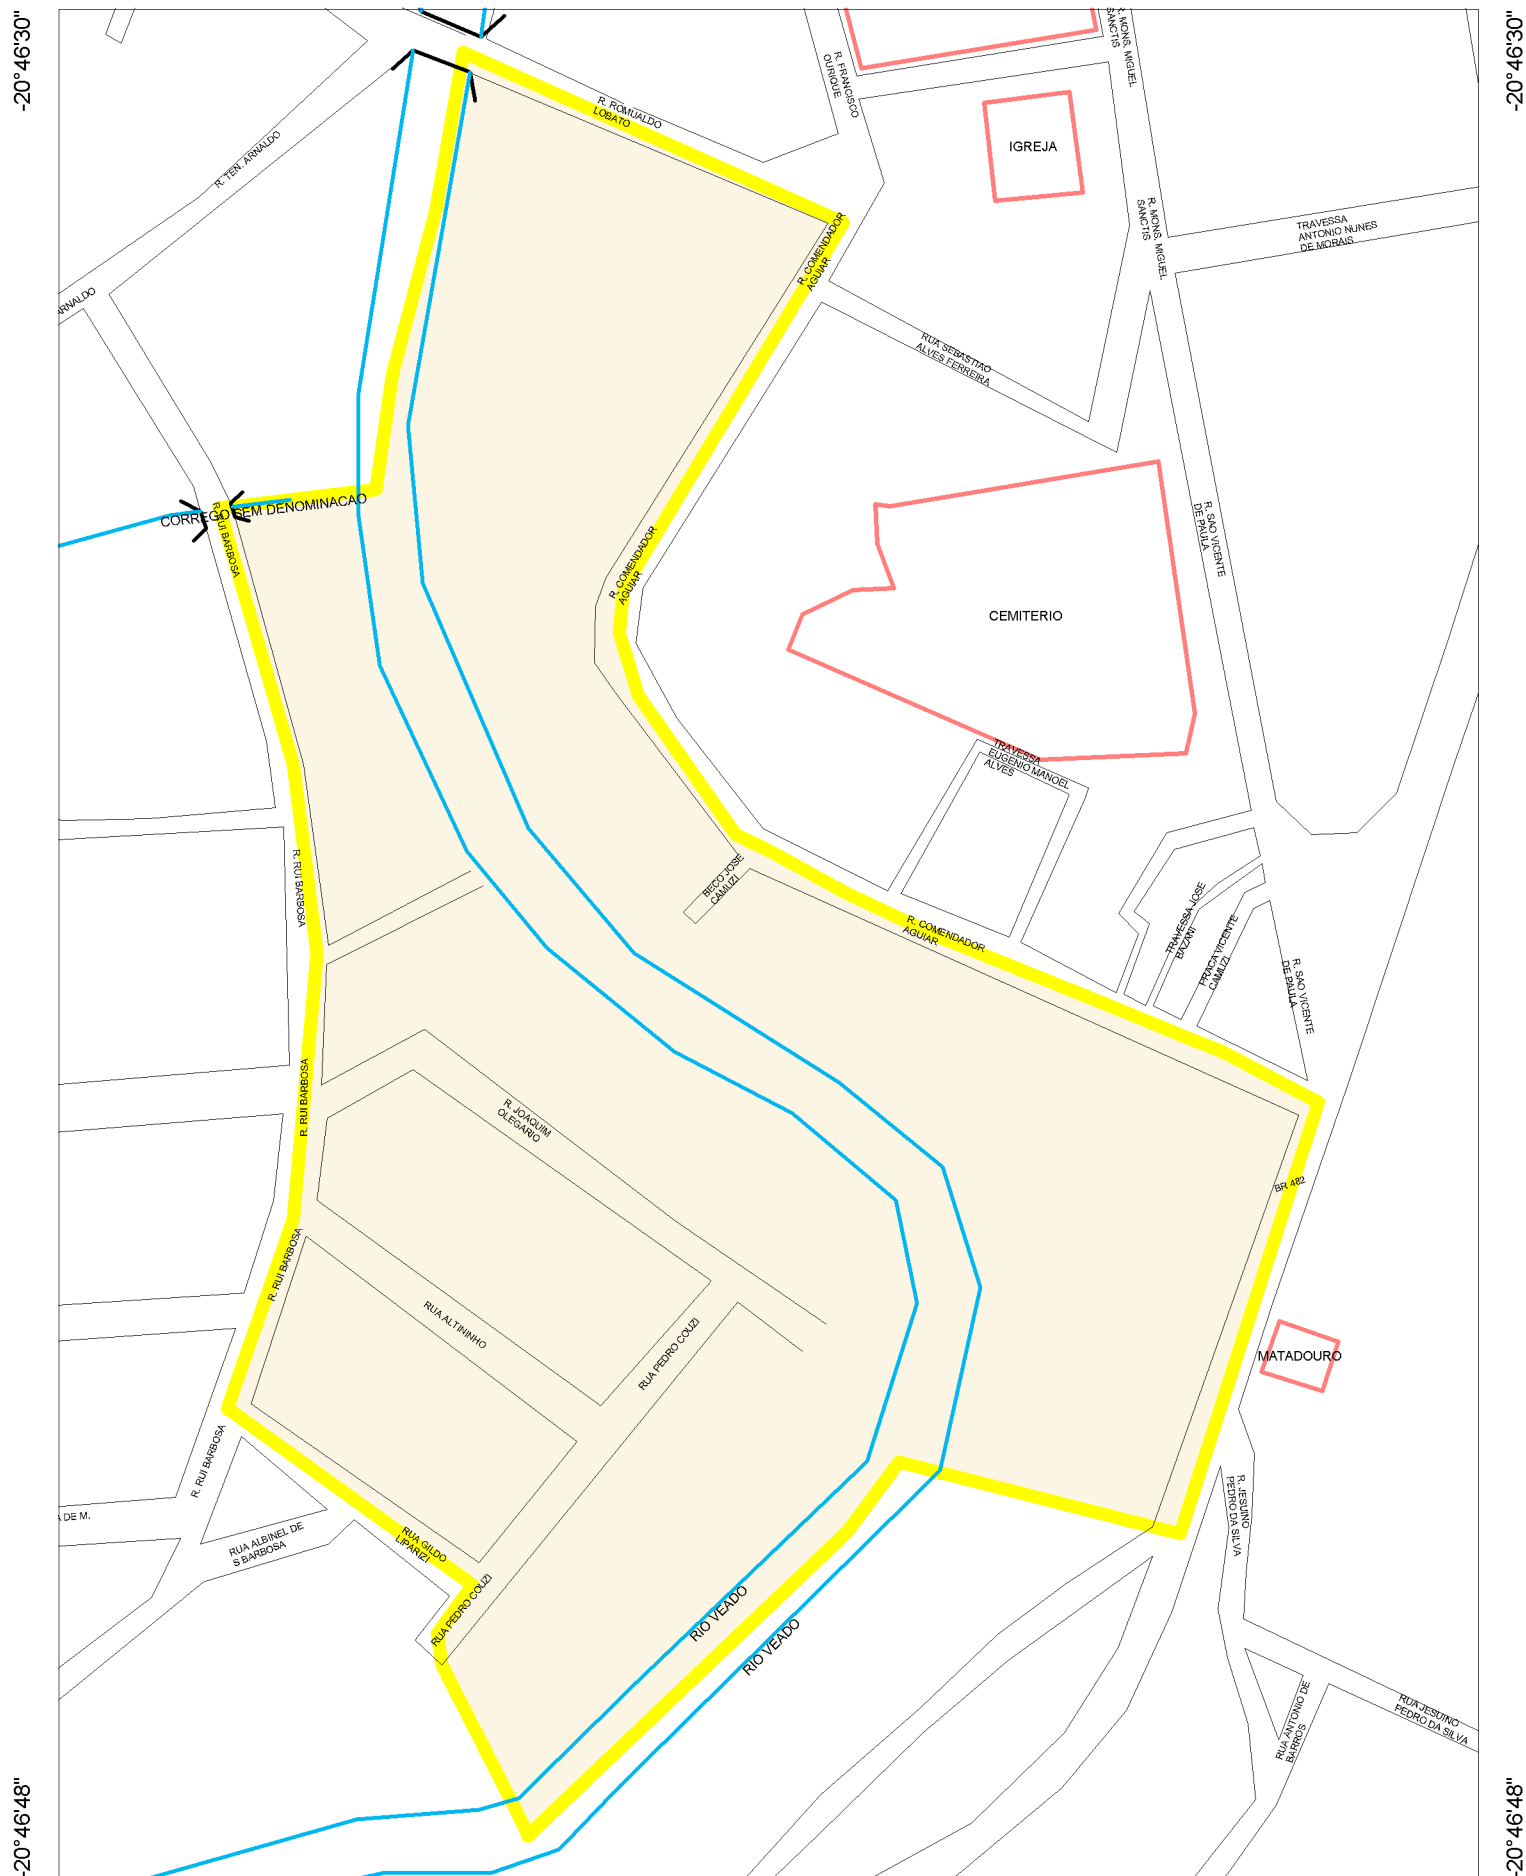 -20°46'30"
-20°46'30"
R. MONS. MIGUEL
SANCTIS
R. FRANCISCO
OURIQUE
R. ROMUALDO
LOBATO
IGREJA
R. TEN. ARNALDO
R. MONS. MIGUEL
SANCTIS
TRAVESSA
ANTONIO NUNES
DE MORAIS
R. COMENDADOR
AGUIAR
RNALDO
RUA SEBASTIAO
ALVES FERREIRA
CORREGO SEM DENOMINACAO
R. RUI BARBOSA
R. SAO VICENTE
DE PAULA
R. COMENDADOR
AGUIAR
CEMITERIO
TRAVESSA
EUGENIO MANOEL
ALVES
R. RUI BARBOSA
BECO JOSE
CAMUZI
TRAVESSA JOSE
BAZANI
PRACA VICENTE
CAMUZI
R. COMENDADOR
AGUIAR
R. SAO VICENTE
DE PAULA
R. RUI BARBOSA
R. JOAQUIM
OLEGARIO
BR 482
R. RUI BARBOSA
RUA ALTININHO
RUA PEDRO COUZI
MATADOURO
R. RUI BARBOSA
A DE M.
RUA ALBINEL DE
S BARBOSA
RUA GILDO
LIPARIZI
R. JESUINO
PEDRO DA SILVA
RUA PEDRO COUZI
RIO VEADO
RIO VEADO
RUA ANTONIO DE
BARROS
RUA JESUINO
PEDRO DA SILVA
-20°46'48"
-20°46'48"